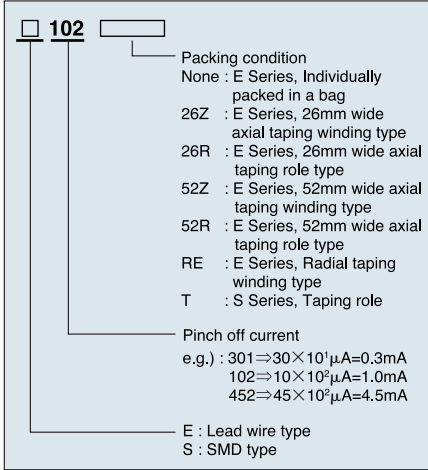 □ 102
Packing condition
None : E Series, Individually
packed in a bag
26Z : E Series, 26mm wide
axial taping winding type
26R : E Series, 26mm wide axial
taping role type
52Z : E Series, 52mm wide axial
taping winding type
52R : E Series, 52mm wide axial
taping role type
RE : E Series, Radial taping
winding type
T : S Series, Taping role
Pinch off current
e.g.) : 301⇒30×10¹μA=0.3mA
102⇒10×10²μA=1.0mA
452⇒45×10²μA=4.5mA
E : Lead wire type
S : SMD type